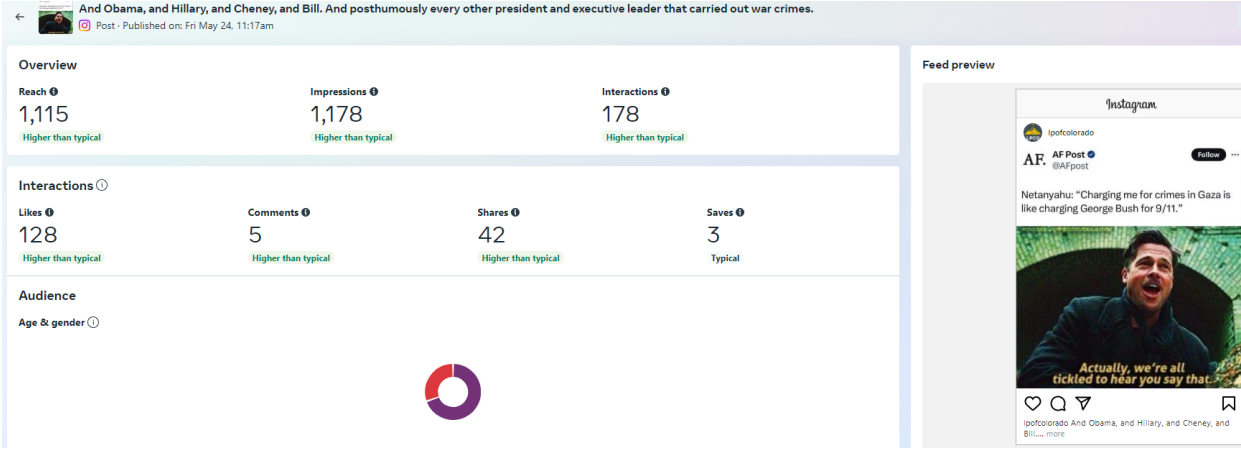 And Obama, and Hillary, and Cheney, and Bill. And posthumously every other president and executive leader that carried out war crimes.
Post · Published on: Fri May 24, 11:17am
Overview
Reach
Impressions
Interactions
1,115
1,178
178
Higher than typical
Higher than typical
Higher than typical
Interactions
Likes
Comments
Shares
Saves
128
5
42
3
Higher than typical
Higher than typical
Higher than typical
Typical
Audience
Age & gender
Feed preview
Instagram
lpofcolorado
AF.
AF Post
@AFpost
Follow
Netanyahu: “Charging me for crimes in Gaza is
like charging George Bush for 9/11.”
Actually, we're all
tickled to hear you say that.
lpofcolorado And Obama, and Hillary, and Cheney, and
Bill.... more